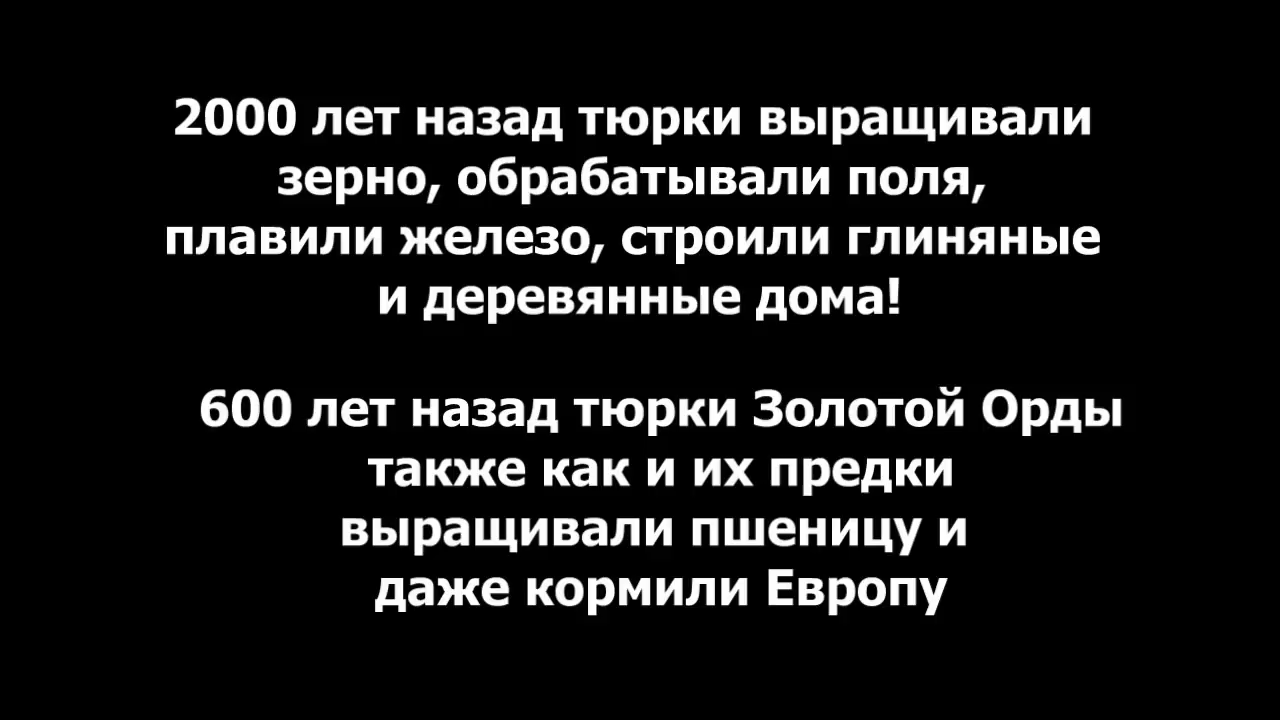 2000 лет назад тюрки выращивали
зерно, обрабатывали поля,
плавили железо, строили глиняные
и деревянные дома!
600 лет назад тюрки Золотой Орды
также как и их предки
выращивали пшеницу и
даже кормили Европу